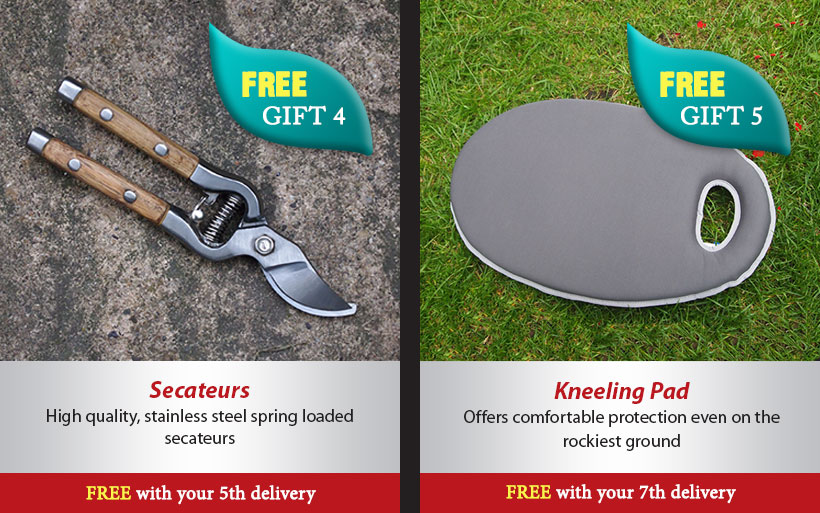 FREE
GIFT 4
Secateurs
High quality, stainless steel spring loaded
secateurs
FREE with your 5th delivery
FREE
GIFT 5
Kneeling Pad
Offers comfortable protection even on the
rockiest ground
FREE with your 7th delivery